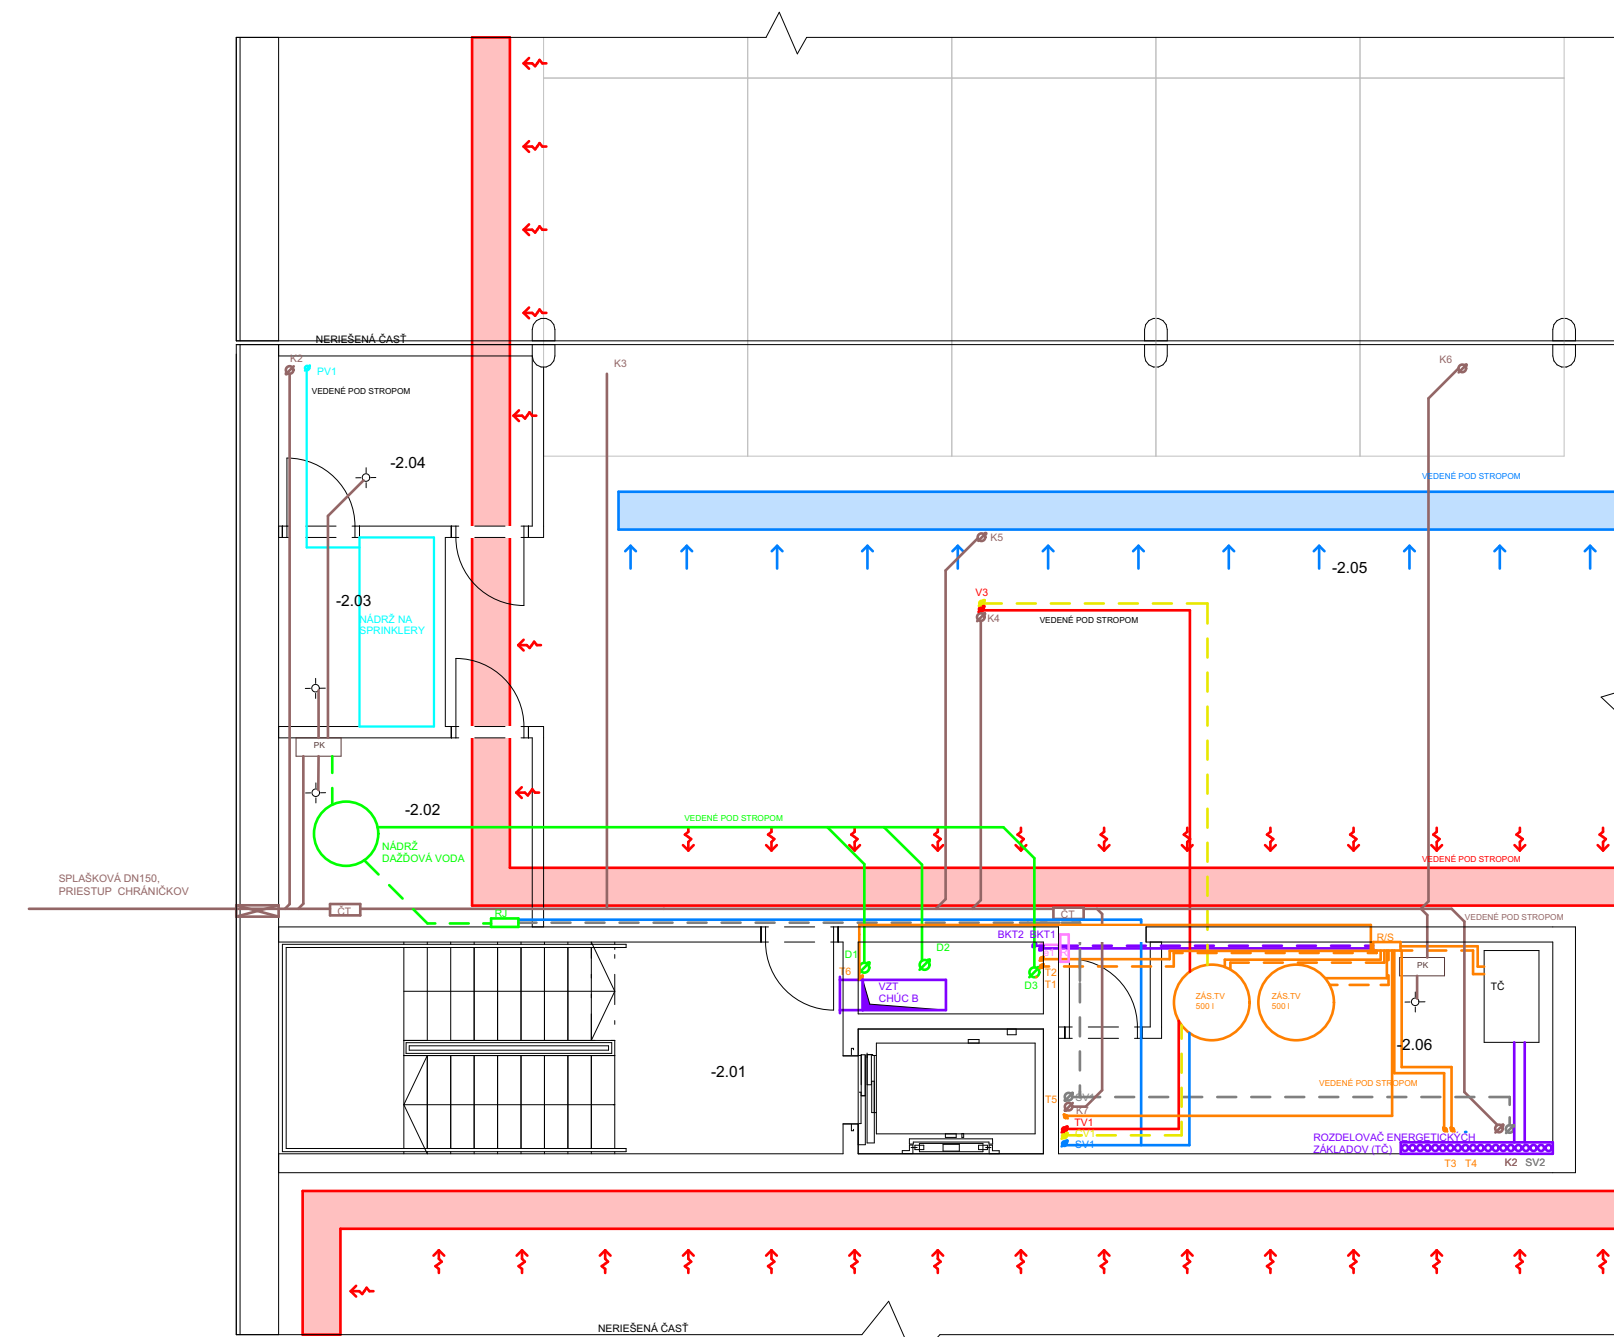 NERIEŠENÁ ČASŤ
K2
PV1
K3
K6
VEDENÉ POD STROPOM
-2.04
VEDENÉ POD STROPOM
K5
-2.05
V3
-2.03
K4
NÁDRŽ NA
SPRINKLERY
VEDENÉ POD STROPOM
PK
-2.02
VEDENÉ POD STROPOM
NÁDRŽ
DAŽĎOVÁ VODA
VEDENÉ POD STROPOM
SPLAŠKOVÁ DN150,
PRIESTUP CHRÁNIČKOV
ČT
RJ
ČT
VEDENÉ POD STROPOM
BKT2 BKT1
R/S
D1
D2
T6
T2
T1
D3
PK
VZT
CHÚC B
TČ
ZÁS.TV
500 l
ZÁS.TV
500 l
-2.06
-2.01
VEDENÉ POD STROPOM
T5
K7
TV1
SV1
ROZDELOVAČ ENERGETICKÝCH
ZÁKLADOV (TČ)
T3 T4
K2 SV2
NERIEŠENÁ ČASŤ